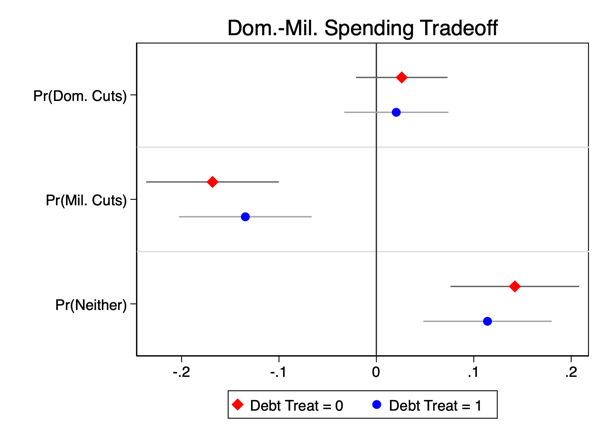 Dom.-Mil. Spending Tradeoff
Pr(Dom. Cuts)
Pr(Mil. Cuts)
Pr(Neither)
-.2 -.1 0 .1 .2
Debt Treat = 0 Debt Treat = 1